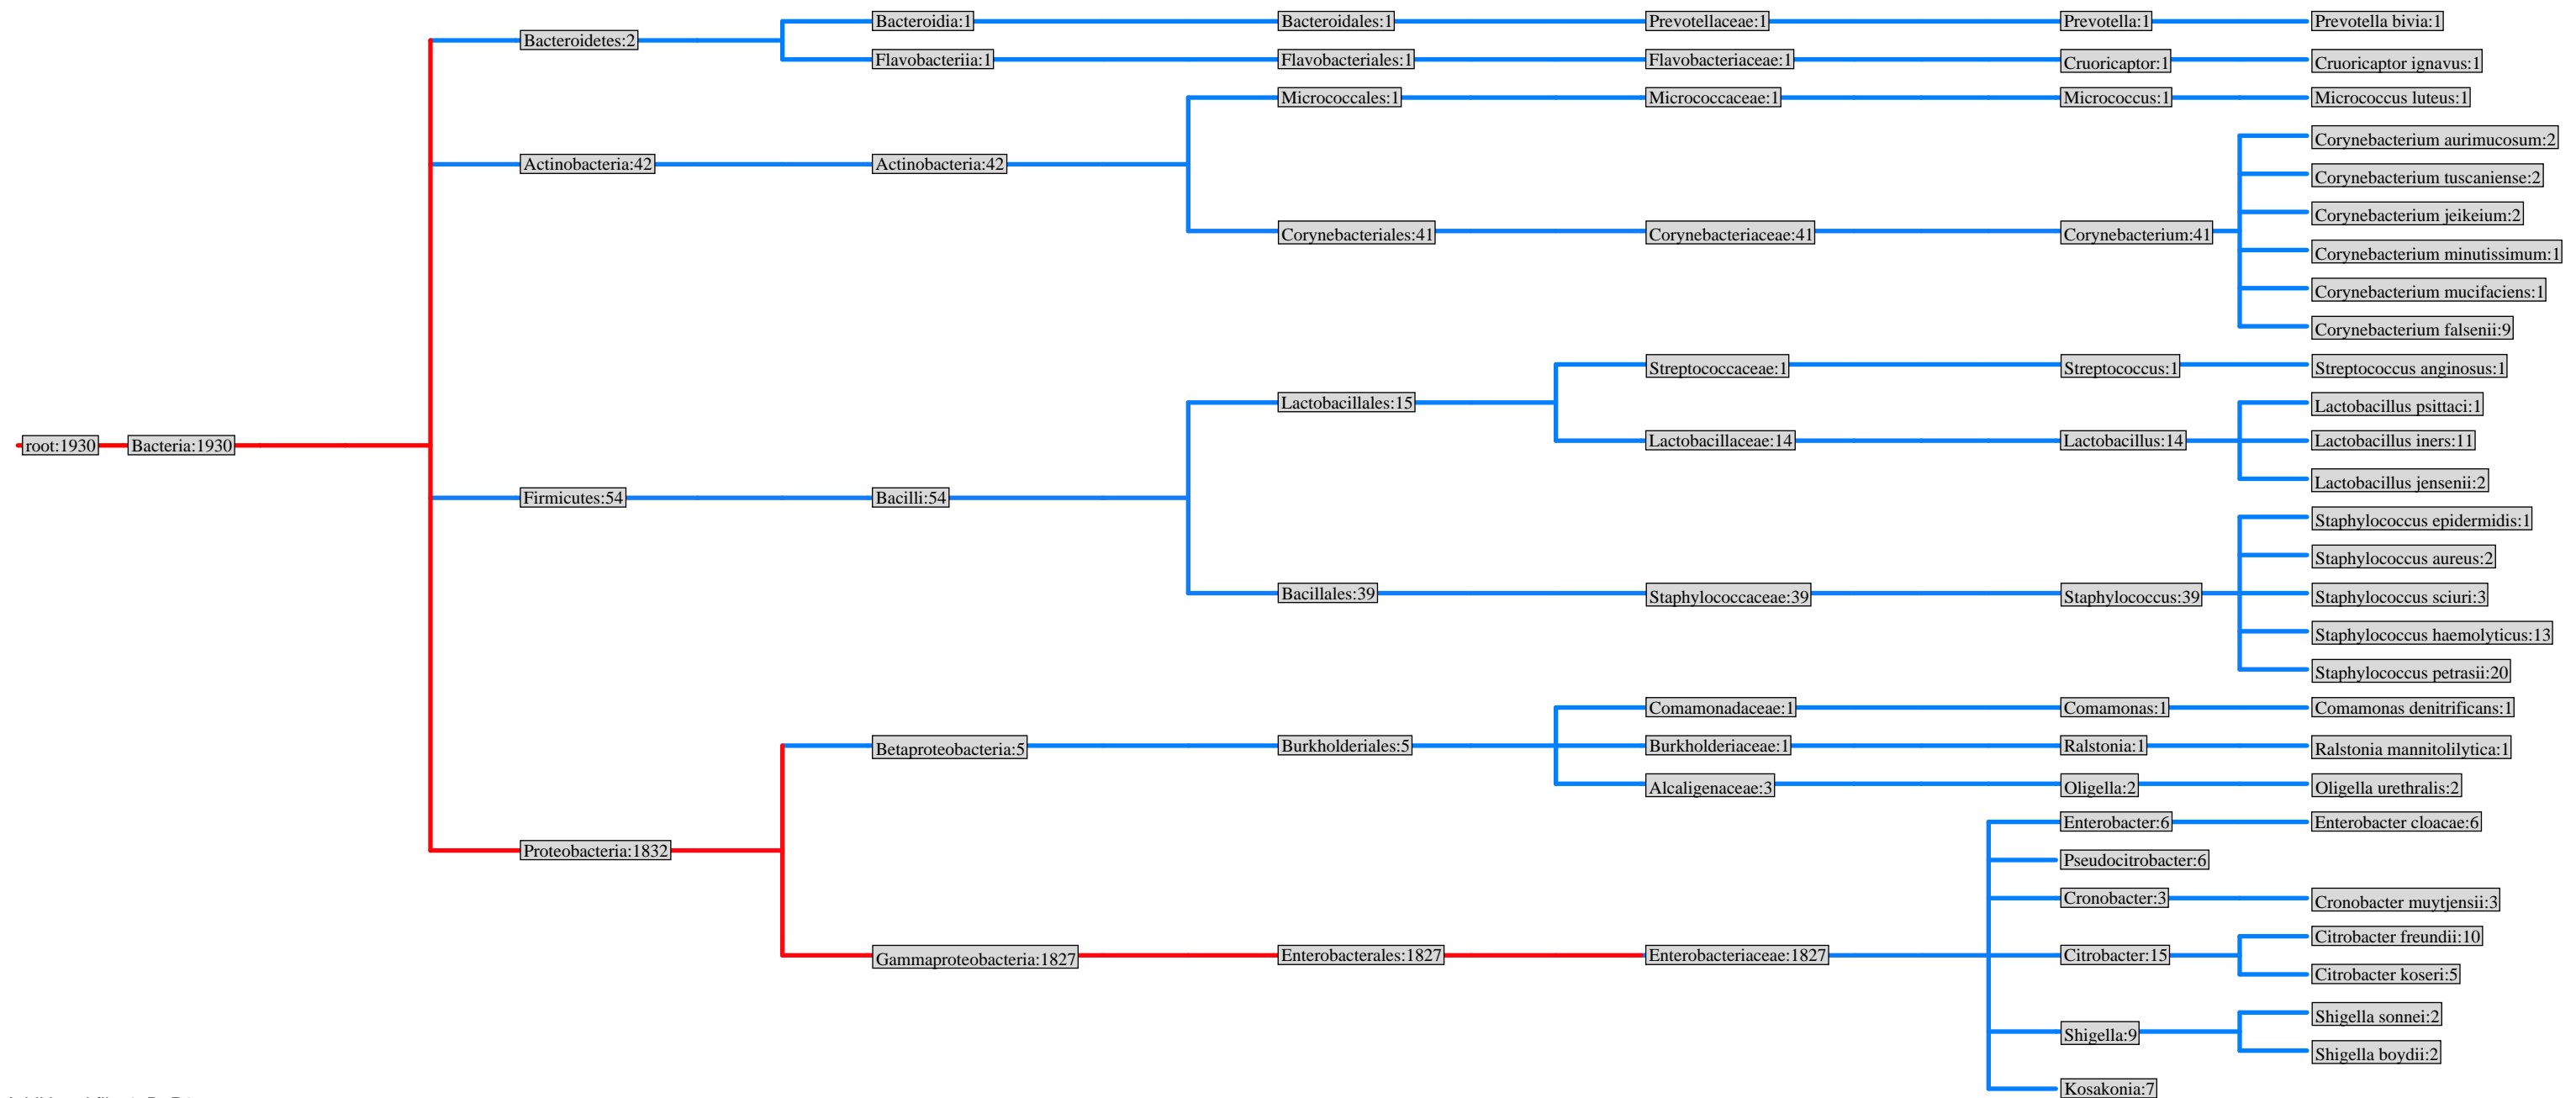 Bacteroidia:1 Bacteroidales:1 Prevotellaceae:1 Prevotella:1 Prevotella bivia:1
Bacteroidetes:2
Flavobacteriia:1 Flavobacteriales:1 Flavobacteriaceae:1 Cruoricaptor:1 Cruoricaptor ignavus:1
Micrococcales:1 Micrococcaceae:1 Micrococcus:1 Micrococcus luteus:1
Corynebacterium aurimucosum:2
Actinobacteria:42 Actinobacteria:42
Corynebacterium tuscaniense:2
Corynebacterium jeikeium:2
Corynebacteriales:41 Corynebacteriaceae:41 Corynebacterium:41
Corynebacterium minutissimum:1
Corynebacterium mucifaciens:1
Corynebacterium falsenii:9
Streptococcaceae:1 Streptococcus:1 Streptococcus anginosus:1
Lactobacillales:15 Lactobacillus psittaci:1
root:1930 Bacteria:1930 Lactobacillaceae:14 Lactobacillus:14 Lactobacillus iners:11
Lactobacillus jensenii:2
Firmicutes:54 Bacilli:54
Staphylococcus epidermidis:1
Staphylococcus aureus:2
Bacillales:39 Staphylococcaceae:39 Staphylococcus:39 Staphylococcus sciuri:3
Staphylococcus haemolyticus:13
Staphylococcus petrasii:20
Comamonadaceae:1 Comamonas:1 Comamonas denitrificans:1
Betaproteobacteria:5 Burkholderiales:5 Burkholderiaceae:1 Ralstonia:1 Ralstonia mannitolilytica:1
Alcaligenaceae:3 Oligella:2 Oligella urethralis:2
Enterobacter:6 Enterobacter cloacae:6
Proteobacteria:1832 Pseudocitrobacter:6
Cronobacter:3 Cronobacter muytjensii:3
Citrobacter freundii:10
Gammaproteobacteria:1827 Enterobacterales:1827 Enterobacteriaceae:1827 Citrobacter:15
Citrobacter koseri:5
Shigella sonnei:2
Shigella:9
Shigella boydii:2
Kosakonia:7